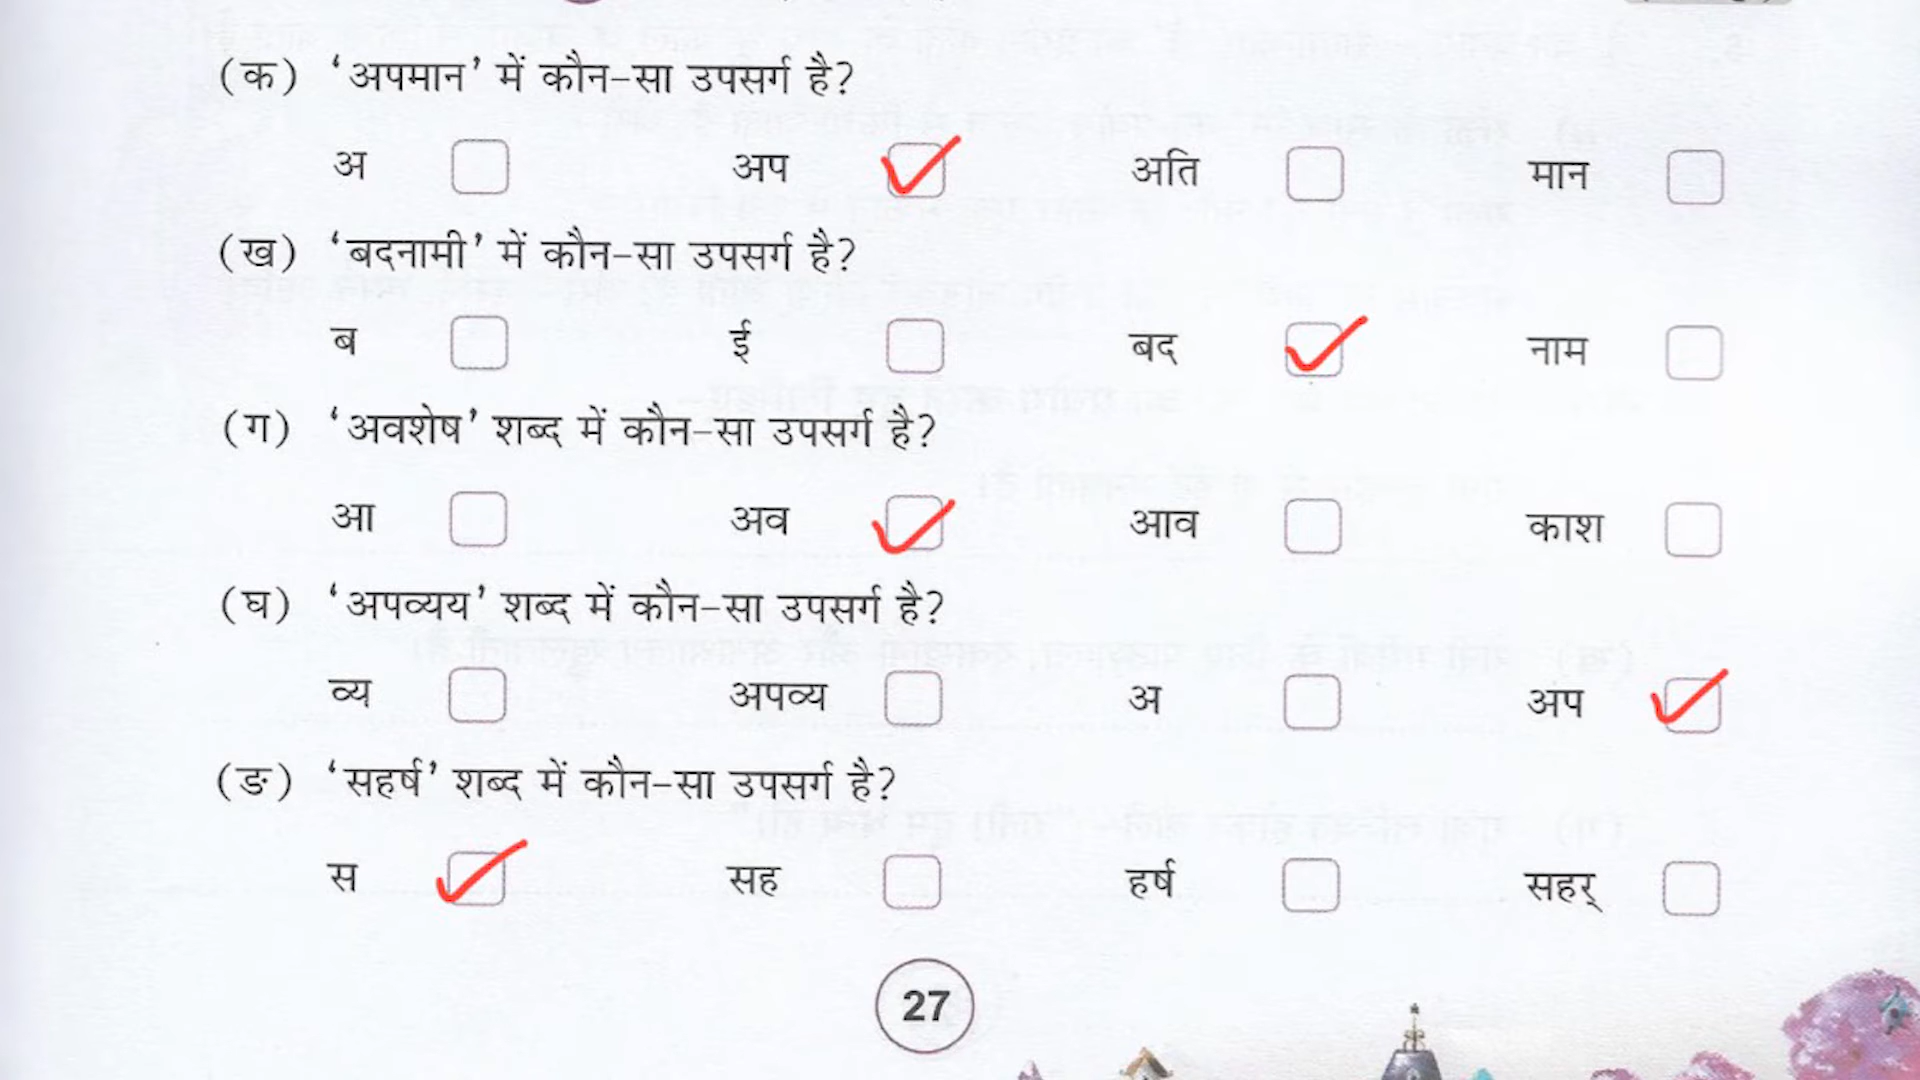 (क) ‘अपमान’ में कौन-सा उपसर्ग है?
अ अप अति मान
(ख) ‘बदनामी’ में कौन-सा उपसर्ग है?
ब ई बद नाम
(ग) ‘अवशेष’ शब्द में कौन-सा उपसर्ग है?
आ अव आव काश
(घ) ‘अपव्यय’ शब्द में कौन-सा उपसर्ग है?
व्य अपव्य अ अप
(ङ) ‘सहर्ष’ शब्द में कौन-सा उपसर्ग है?
स सह हर्ष सहर्
27